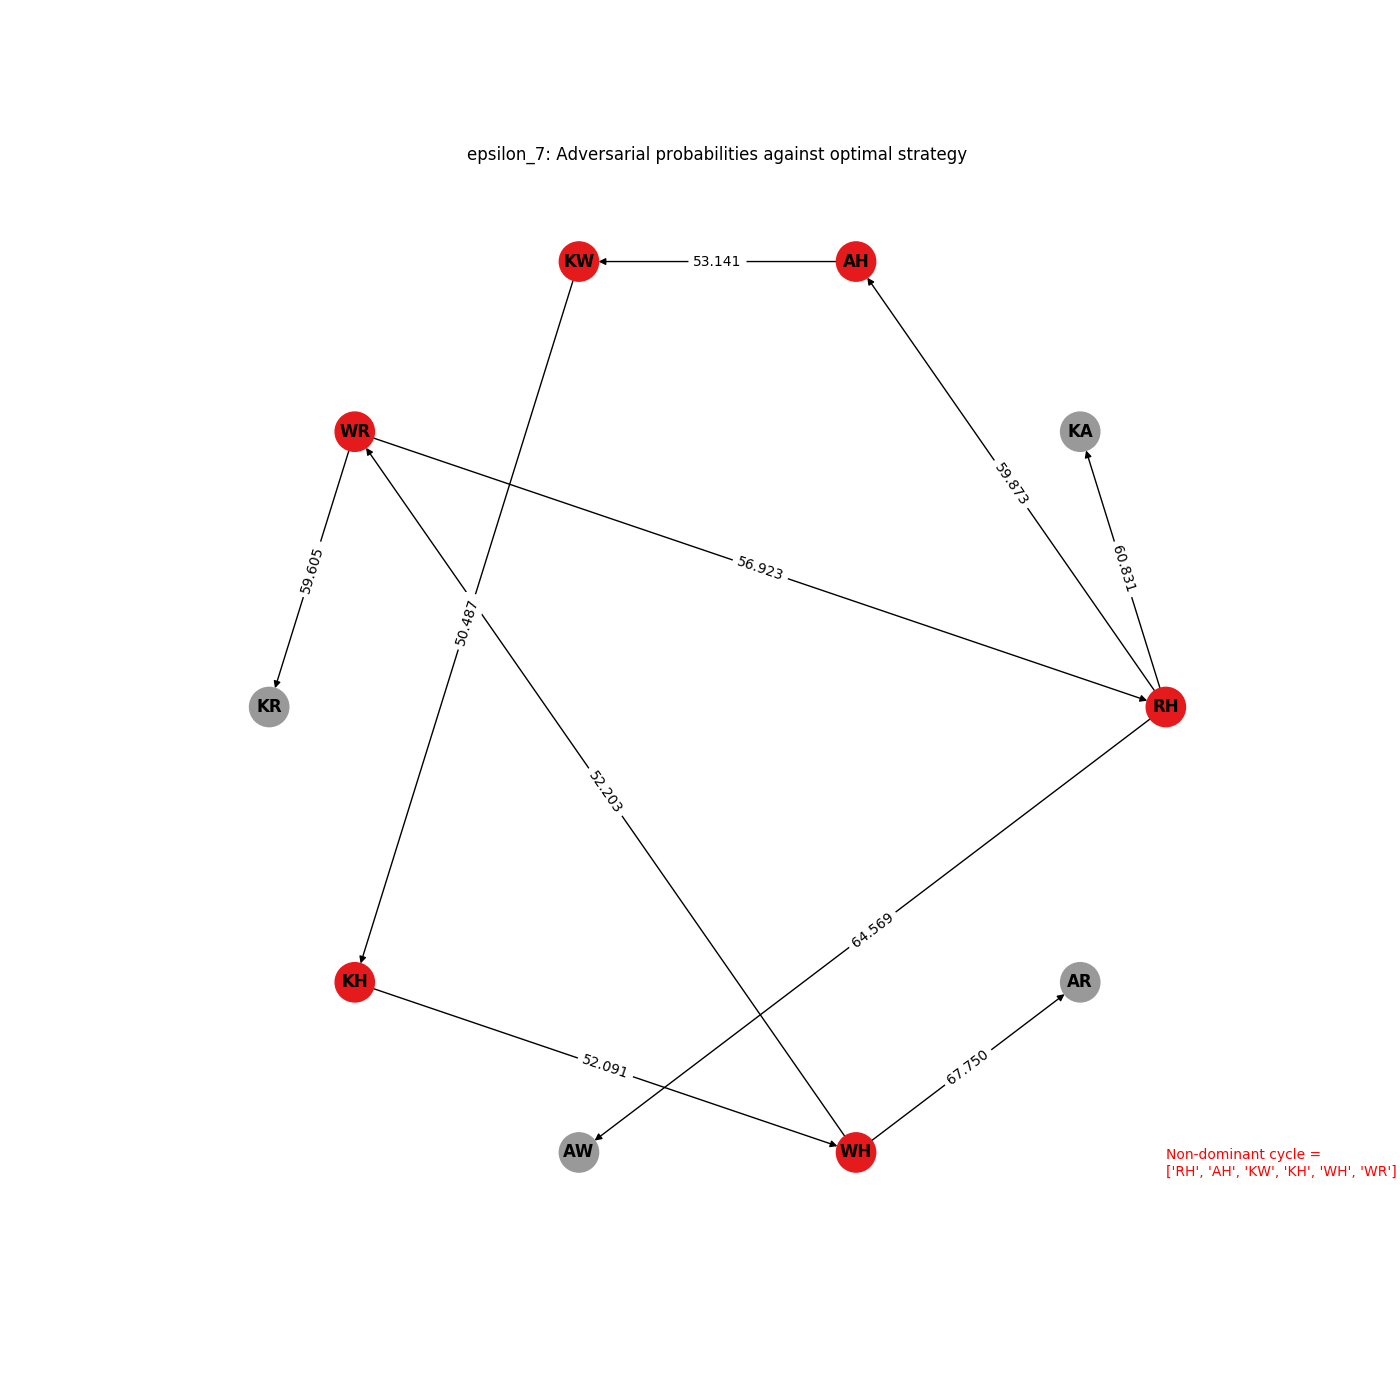 epsilon_7: Adversarial probabilities against optimal strategy
KW
53.141
AH
WR
KA
59.873
56.923
60.831
59.605
50.487
KR
RH
52.203
64.569
KH
AR
52.091
67.750
AW
WH
Non-dominant cycle =
['RH', 'AH', 'KW', 'KH', 'WH', 'WR']